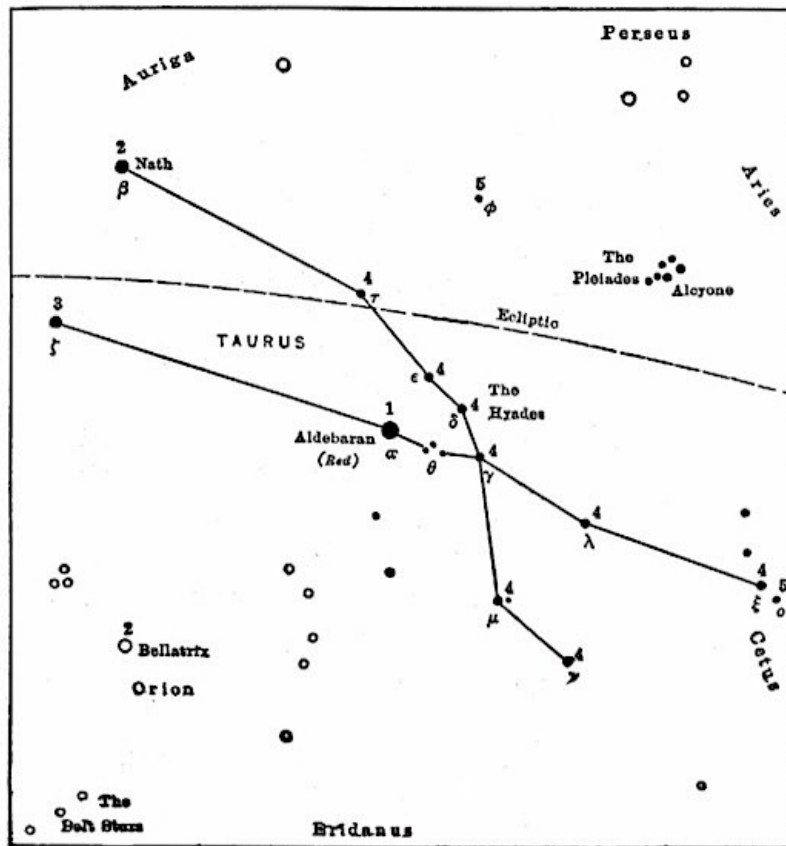 Perseus
Auriga
2
Nath
β
5
φ
Aries
The
Pleiades
Alcyone
4
τ
Ecliptic
3
ζ
TAURUS
ϵ
4
The
Hyades
4
δ
1
Aldebaran
(Red)
α
θ
4
γ
4
λ
4
ξ
5
ο
Cetus
4
μ
4
ν
2
Bellatrix
Orion
The
Belt Stars
Eridanus